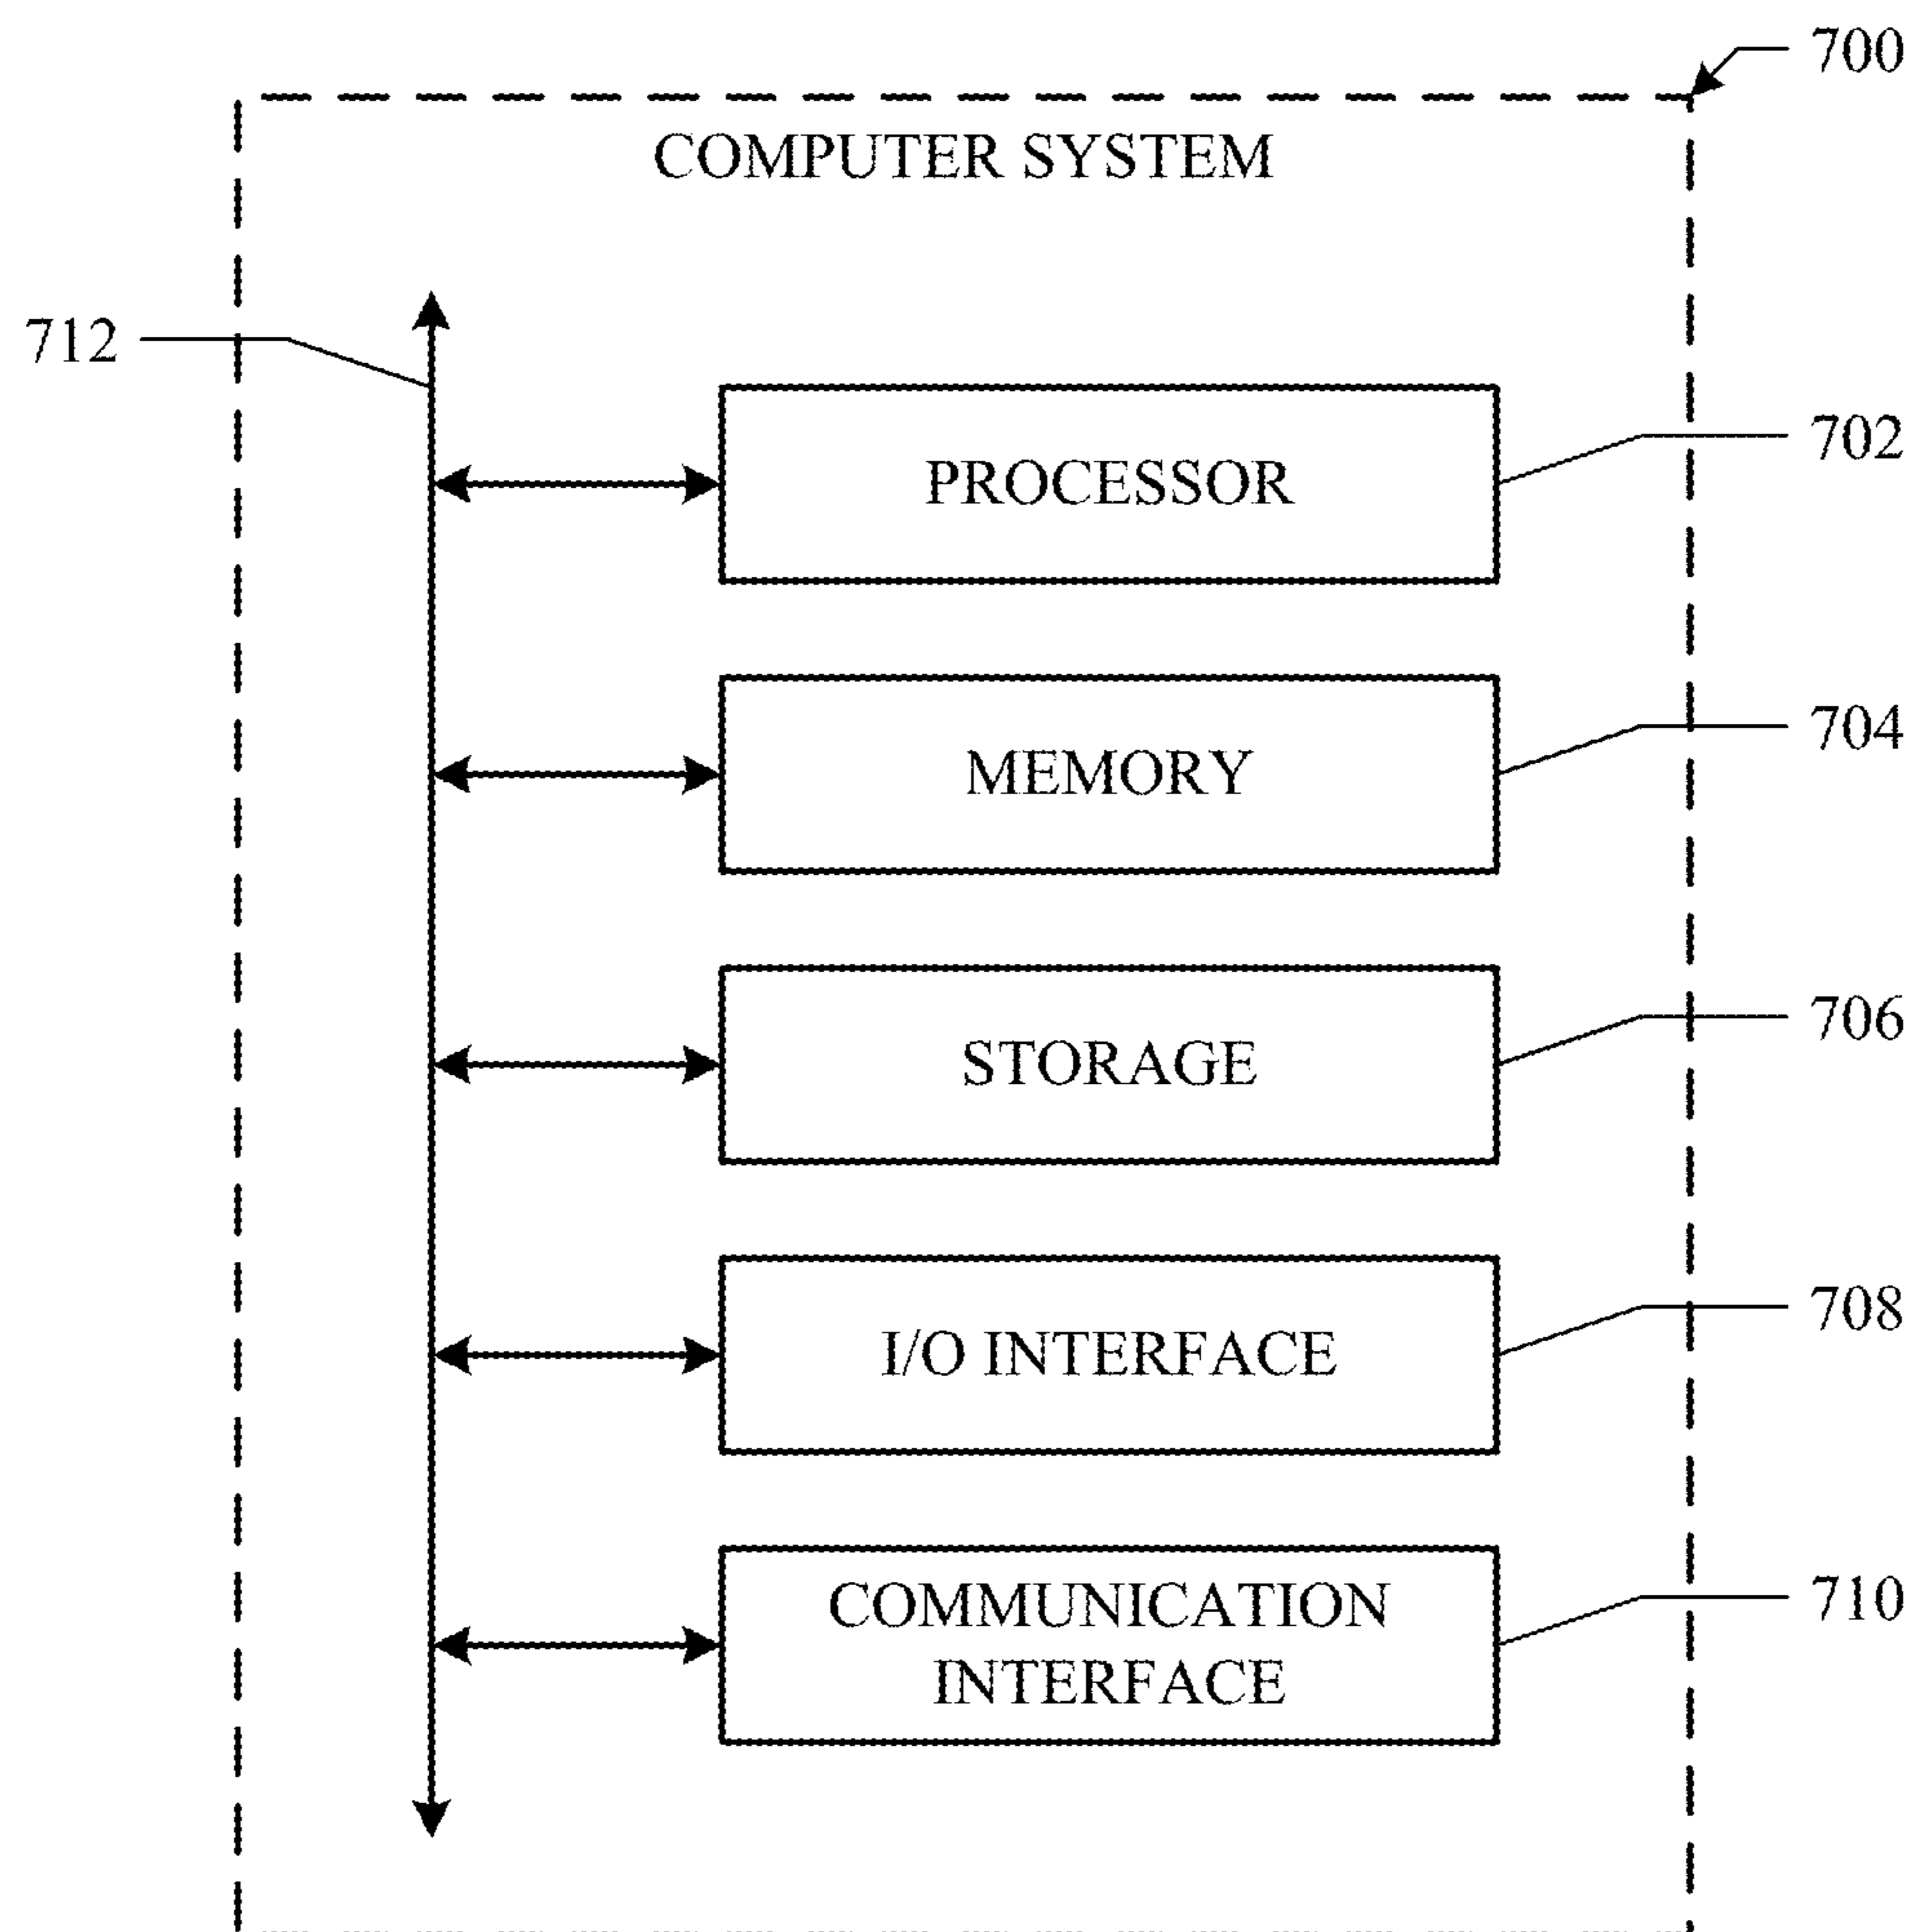 700
COMPUTER SYSTEM
712
PROCESSOR
702
MEMORY
704
STORAGE
706
I/O INTERFACE
708
COMMUNICATION
INTERFACE
710